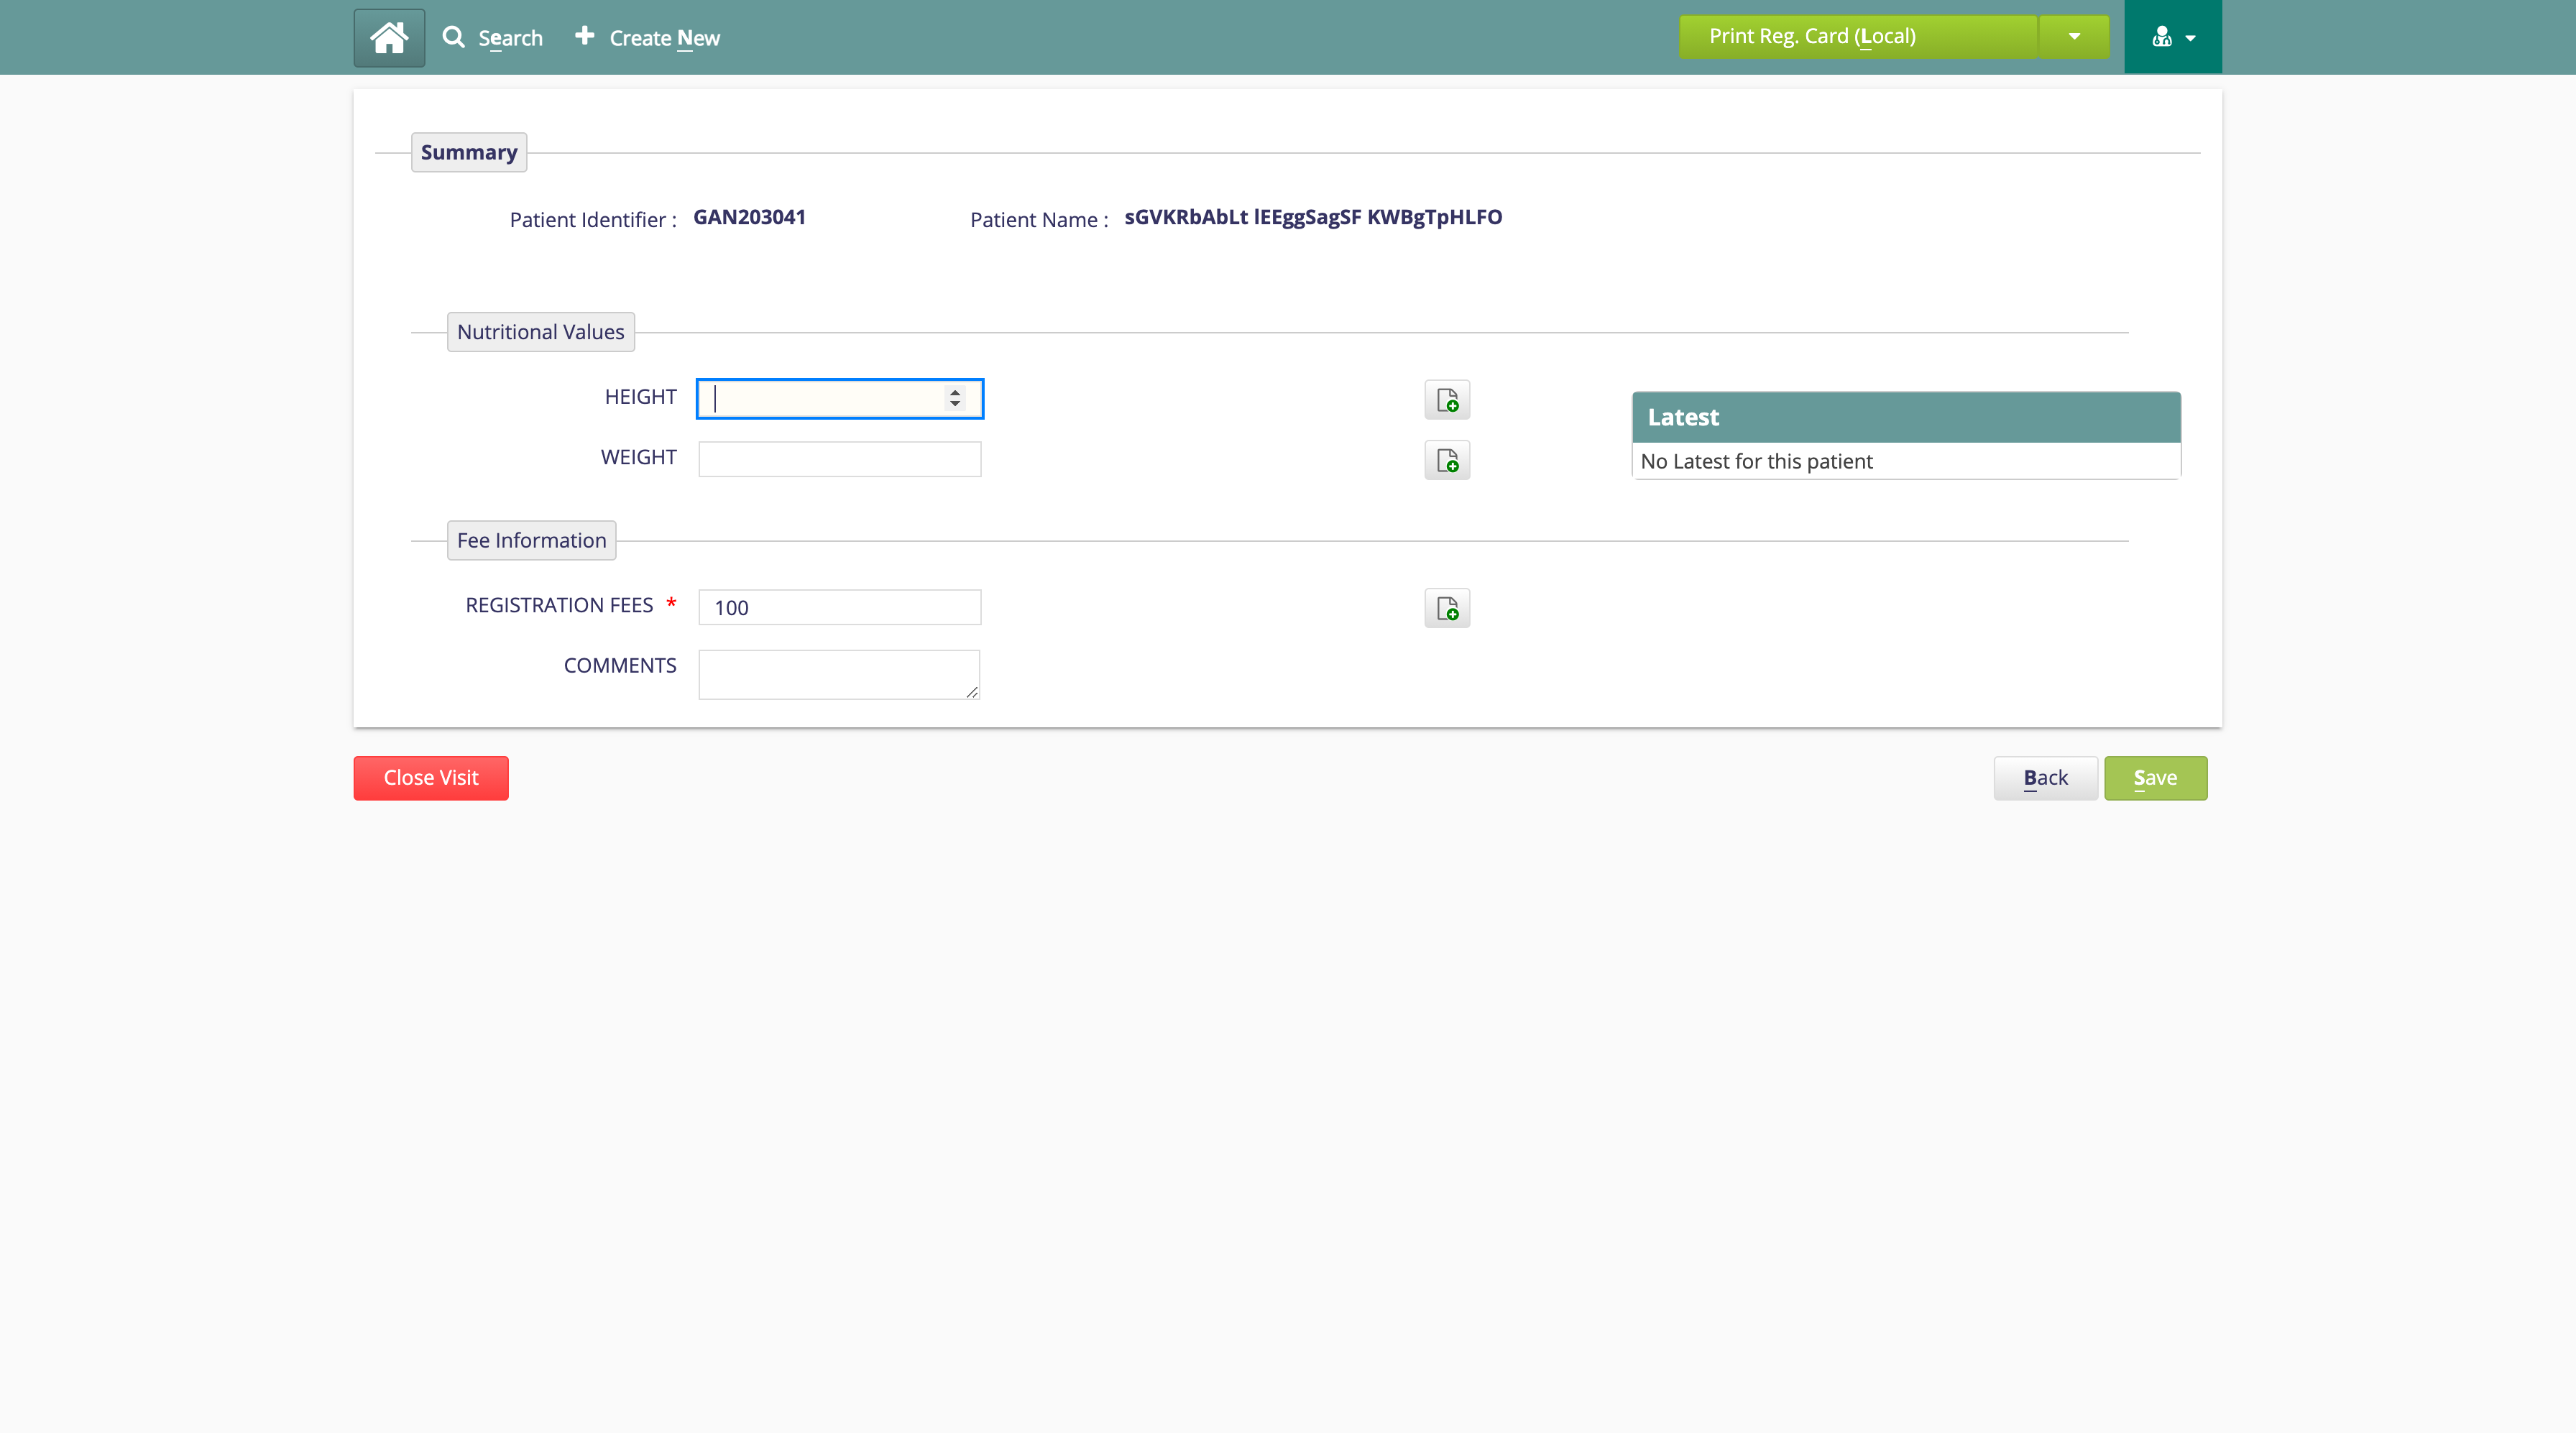 Search
Create New
Print Reg. Card (Local)
Summary
Patient Identifier : GAN203041
Patient Name : sGVKRbAbLt lEEggSagSF KWBgTpHLFO
Nutritional Values
HEIGHT
WEIGHT
Latest
No Latest for this patient
Fee Information
REGISTRATION FEES * 100
COMMENTS
Close Visit
Back
Save